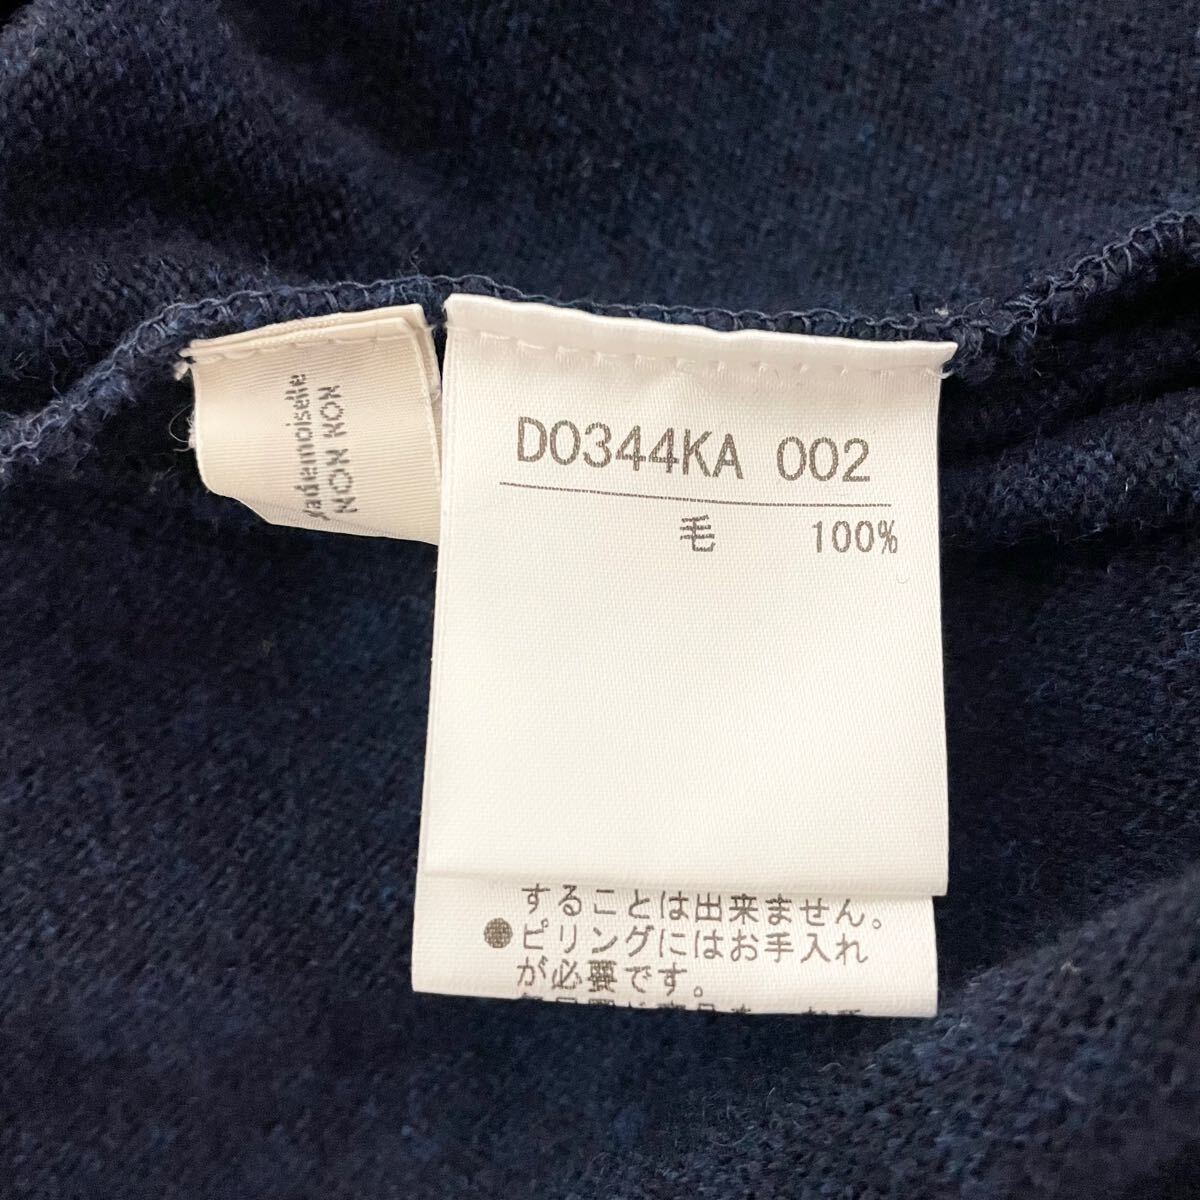 Mademoiselle
NON NON
D0344KA 002
毛 100%
することは出来ません。
●ピリングにはお手入れ
が必要です。